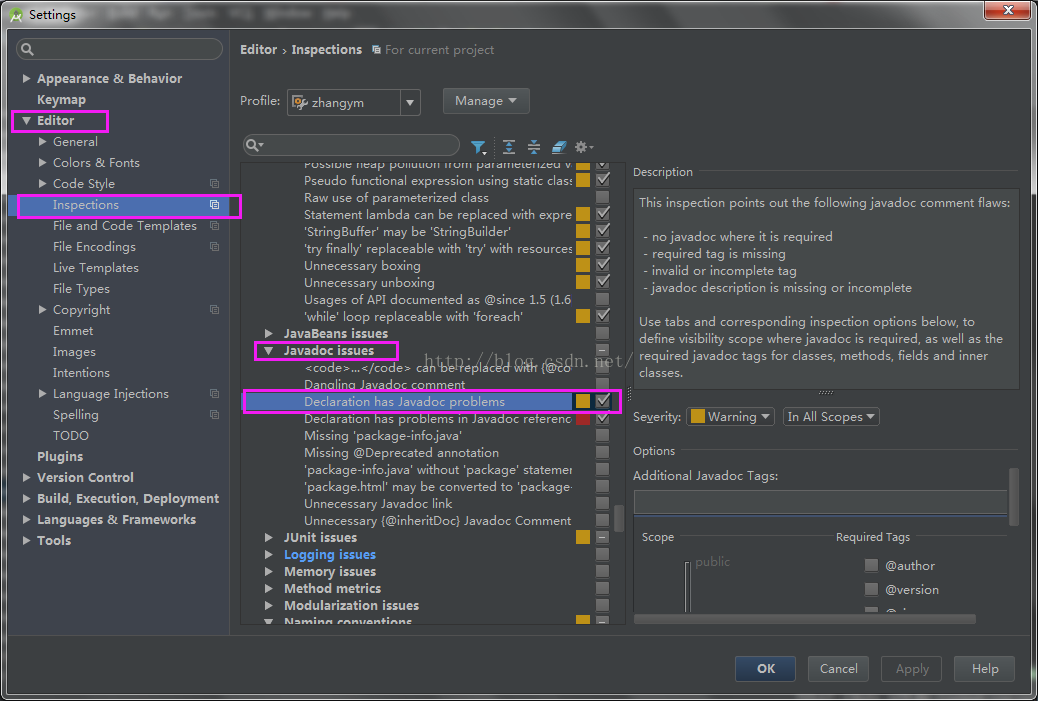 Settings
Appearance & Behavior
Keymap
Editor
General
Colors & Fonts
Code Style
Inspections
File and Code Templates
File Encodings
Live Templates
File Types
Copyright
Emmet
Images
Intentions
Language Injections
Spelling
TODO
Plugins
Version Control
Build, Execution, Deployment
Languages & Frameworks
Tools
Editor › Inspections For current project
Profile: zhangym Manage
Possible heap pollution from parameterized v
Pseudo functional expression using static class
Raw use of parameterized class
Statement lambda can be replaced with expre
'StringBuffer' may be 'StringBuilder'
'try finally' replaceable with 'try' with resources
Unnecessary boxing
Unnecessary unboxing
Usages of API documented as @since 1.5 (1.6
'while' loop replaceable with 'foreach'
JavaBeans issues
Javadoc issues
<code>...</code> can be replaced with {@co
Dangling Javadoc comment
Declaration has Javadoc problems
Declaration has problems in Javadoc referenc
Missing 'package-info.java'
Missing @Deprecated annotation
'package-info.java' without 'package' statemen
'package.html' may be converted to 'package-
Unnecessary Javadoc link
Unnecessary {@inheritDoc} Javadoc Comment
JUnit issues
Logging issues
Memory issues
Method metrics
Modularization issues
Naming conventions
http://blog.csdn.net/
Description
This inspection points out the following javadoc comment flaws:
- no javadoc where it is required
- required tag is missing
- invalid or incomplete tag
- javadoc description is missing or incomplete
Use tabs and corresponding inspection options below, to
define visibility scope where javadoc is required, as well as the
required javadoc tags for classes, methods, fields and inner
classes.
Severity: Warning In All Scopes
Options
Additional Javadoc Tags:
Scope Required Tags
public
@author
@version
OK Cancel Apply Help